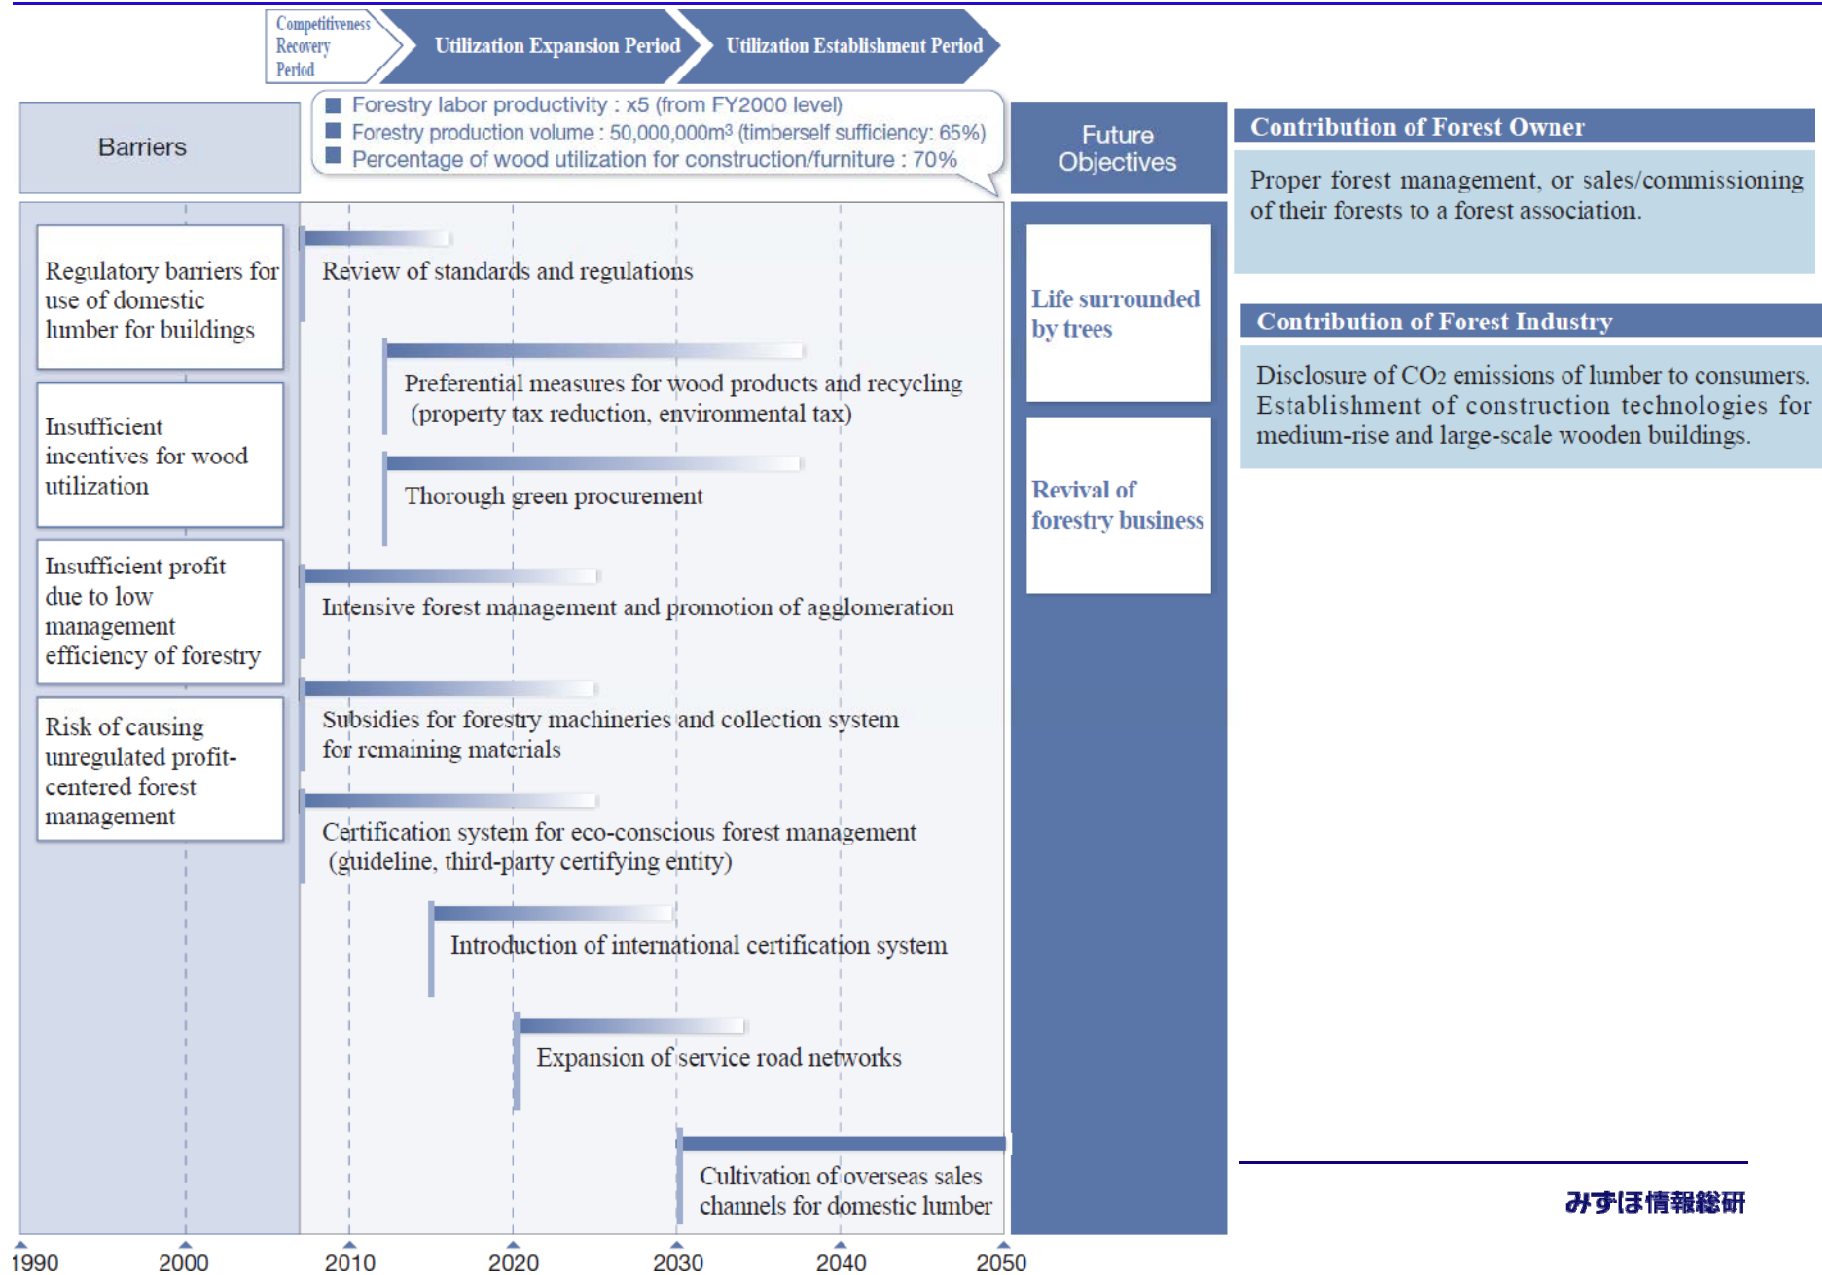 Competitiveness
Recovery
Period
Utilization Expansion Period
Utilization Establishment Period
Barriers
Forestry labor productivity : x5 (from FY2000 level)
Forestry production volume : 50,000,000m³ (timberself sufficiency: 65%)
Percentage of wood utilization for construction/furniture : 70%
Future
Objectives
Regulatory barriers for
use of domestic
lumber for buildings
Insufficient
incentives for wood
utilization
Insufficient profit
due to low
management
efficiency of forestry
Risk of causing
unregulated profit-
centered forest
management
Review of standards and regulations
Preferential measures for wood products and recycling
(property tax reduction, environmental tax)
Thorough green procurement
Intensive forest management and promotion of agglomeration
Subsidies for forestry machineries and collection system
for remaining materials
Certification system for eco-conscious forest management
(guideline, third-party certifying entity)
Introduction of international certification system
Expansion of service road networks
Cultivation of overseas sales
channels for domestic lumber
Life surrounded
by trees
Revival of
forestry business
Contribution of Forest Owner
Proper forest management, or sales/commissioning
of their forests to a forest association.
Contribution of Forest Industry
Disclosure of CO2 emissions of lumber to consumers.
Establishment of construction technologies for
medium-rise and large-scale wooden buildings.
みずほ情報総研
1990 2000 2010 2020 2030 2040 2050